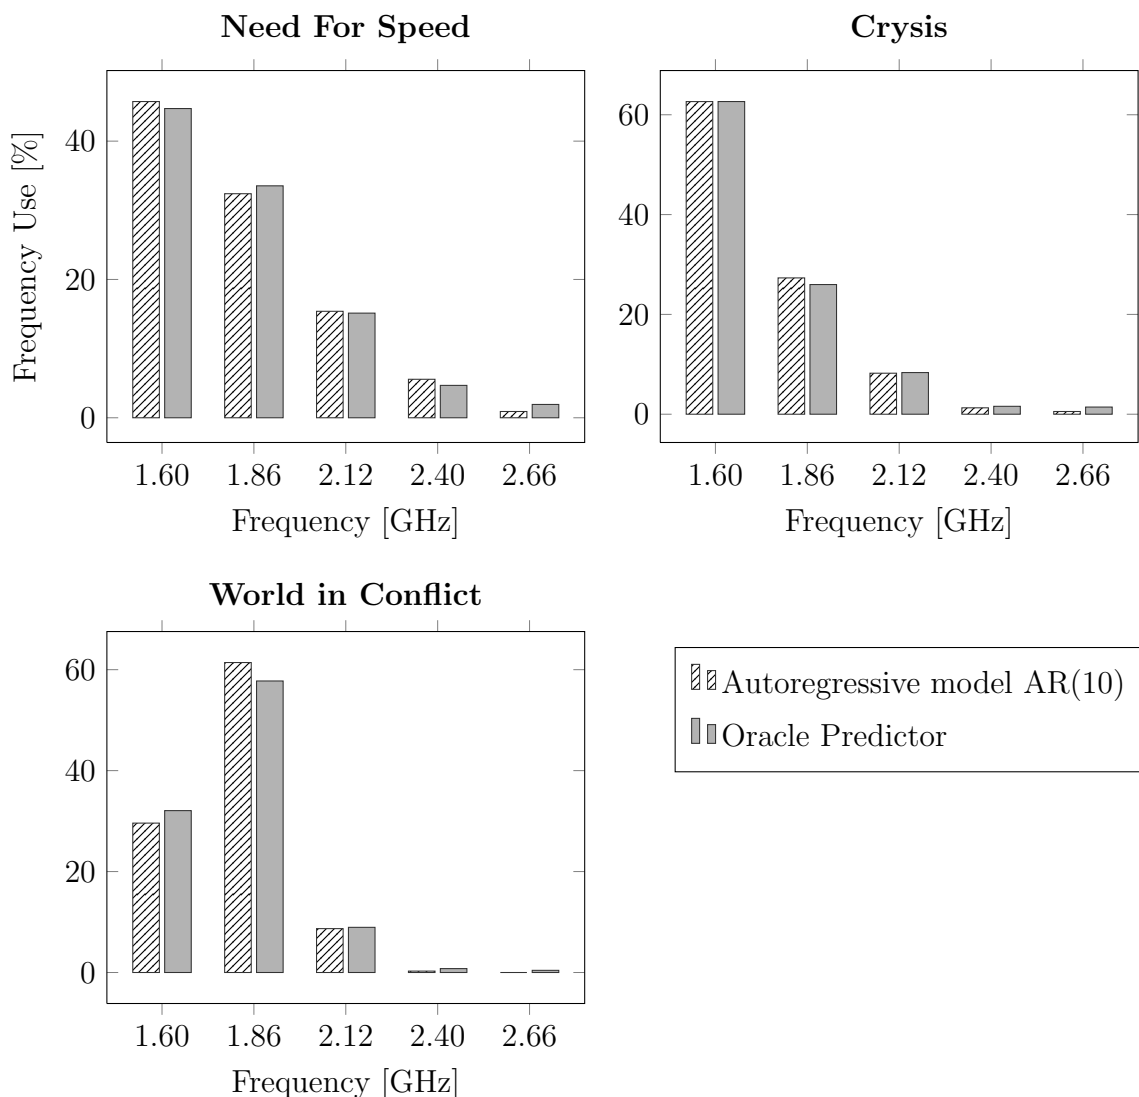 Need For Speed
Frequency Use [%]
40
20
0
1.60 1.86 2.12 2.40 2.66
Frequency [GHz]
Crysis
60
40
20
0
1.60 1.86 2.12 2.40 2.66
Frequency [GHz]
World in Conflict
60
40
20
0
1.60 1.86 2.12 2.40 2.66
Frequency [GHz]
Autoregressive model AR(10)
Oracle Predictor